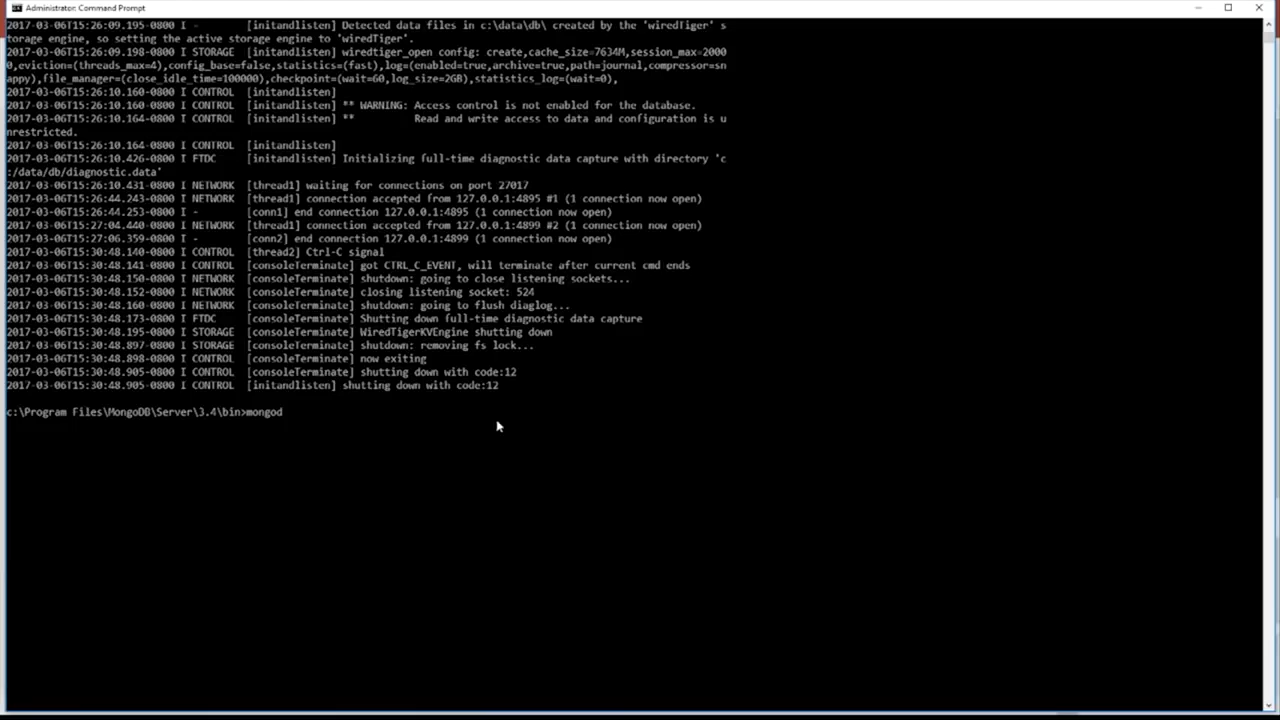 Administrator: Command Prompt
2017-03-06T15:26:09.195-0800 I -        [initandlisten] Detected data files in c:\data\db\ created by the 'wiredTiger' s
torage engine, so setting the active storage engine to 'wiredTiger'.
2017-03-06T15:26:09.198-0800 I STORAGE  [initandlisten] wiredtiger_open config: create,cache_size=7634M,session_max=2000
0,eviction=(threads_max=4),config_base=false,statistics=(fast),log=(enabled=true,archive=true,path=journal,compressor=sn
appy),file_manager=(close_idle_time=100000),checkpoint=(wait=60,log_size=2GB),statistics_log=(wait=0),
2017-03-06T15:26:10.160-0800 I CONTROL  [initandlisten]
2017-03-06T15:26:10.160-0800 I CONTROL  [initandlisten] ** WARNING: Access control is not enabled for the database.
2017-03-06T15:26:10.164-0800 I CONTROL  [initandlisten] **          Read and write access to data and configuration is u
nrestricted.
2017-03-06T15:26:10.164-0800 I CONTROL  [initandlisten]
2017-03-06T15:26:10.426-0800 I FTDC     [initandlisten] Initializing full-time diagnostic data capture with directory 'c
:/data/db/diagnostic.data'
2017-03-06T15:26:10.431-0800 I NETWORK  [thread1] waiting for connections on port 27017
2017-03-06T15:26:44.243-0800 I NETWORK  [thread1] connection accepted from 127.0.0.1:4895 #1 (1 connection now open)
2017-03-06T15:26:44.253-0800 I -        [conn1] end connection 127.0.0.1:4895 (1 connection now open)
2017-03-06T15:27:04.440-0800 I NETWORK  [thread1] connection accepted from 127.0.0.1:4899 #2 (1 connection now open)
2017-03-06T15:27:06.359-0800 I -        [conn2] end connection 127.0.0.1:4899 (1 connection now open)
2017-03-06T15:30:48.140-0800 I CONTROL  [thread2] Ctrl-C signal
2017-03-06T15:30:48.141-0800 I CONTROL  [consoleTerminate] got CTRL_C_EVENT, will terminate after current cmd ends
2017-03-06T15:30:48.150-0800 I NETWORK  [consoleTerminate] shutdown: going to close listening sockets...
2017-03-06T15:30:48.152-0800 I NETWORK  [consoleTerminate] closing listening socket: 524
2017-03-06T15:30:48.160-0800 I NETWORK  [consoleTerminate] shutdown: going to flush diaglog...
2017-03-06T15:30:48.173-0800 I FTDC     [consoleTerminate] Shutting down full-time diagnostic data capture
2017-03-06T15:30:48.195-0800 I STORAGE  [consoleTerminate] WiredTigerKVEngine shutting down
2017-03-06T15:30:48.897-0800 I STORAGE  [consoleTerminate] shutdown: removing fs lock...
2017-03-06T15:30:48.898-0800 I CONTROL  [consoleTerminate] now exiting
2017-03-06T15:30:48.905-0800 I CONTROL  [consoleTerminate] shutting down with code:12
2017-03-06T15:30:48.905-0800 I CONTROL  [initandlisten] shutting down with code:12
c:\Program Files\MongoDB\Server\3.4\bin>mongod